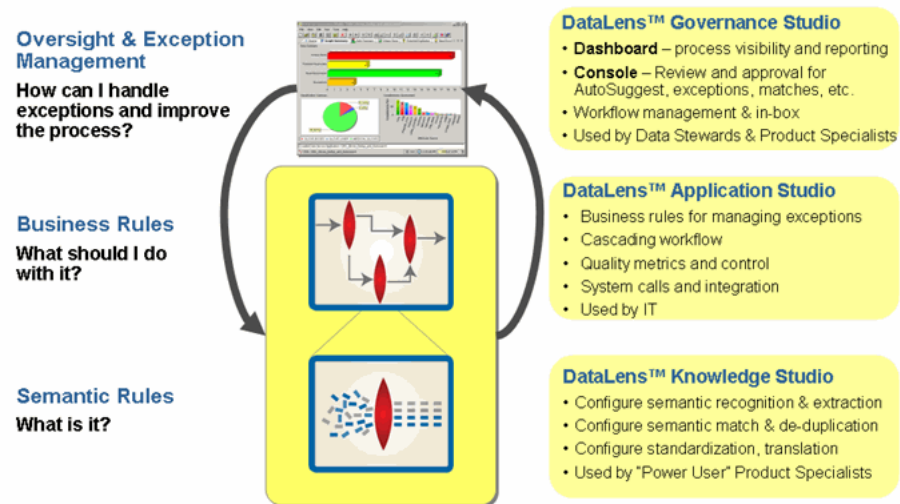 Oversight & Exception
Management
How can I handle
exceptions and improve
the process?
Business Rules
What should I do
with it?
Semantic Rules
What is it?
DataLens™ Governance Studio
• Dashboard – process visibility and reporting
• Console – Review and approval for
AutoSuggest, exceptions, matches, etc.
• Workflow management & in-box
• Used by Data Stewards & Product Specialists
DataLens™ Application Studio
• Business rules for managing exceptions
• Cascading workflow
• Quality metrics and control
• System calls and integration
• Used by IT
DataLens™ Knowledge Studio
• Configure semantic recognition & extraction
• Configure semantic match & de-duplication
• Configure standardization, translation
• Used by "Power User" Product Specialists